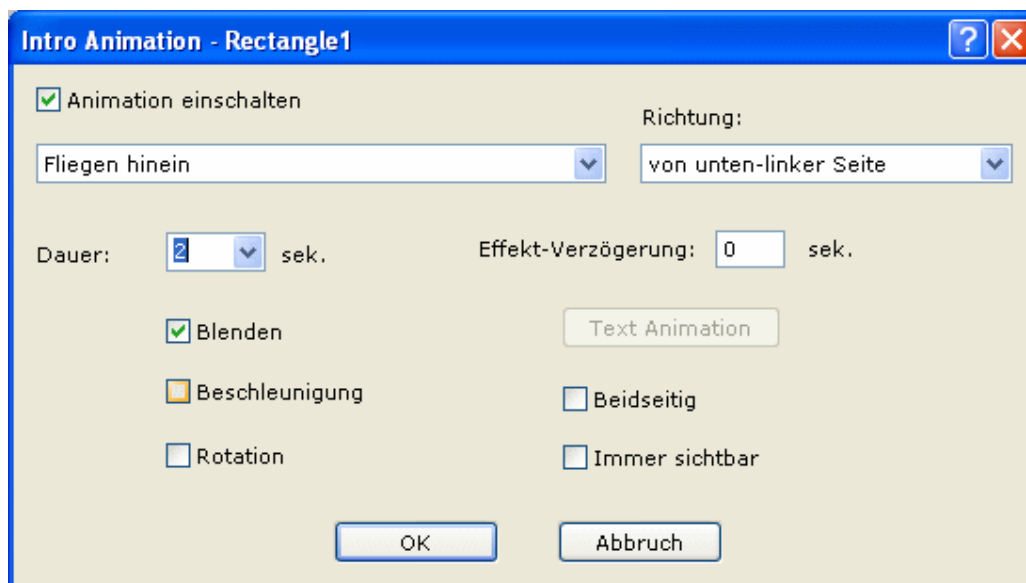 Intro Animation - Rectangle1
Animation einschalten
Richtung:
Fliegen hinein
von unten-linker Seite
Dauer: 2 sek. Effekt-Verzögerung: 0 sek.
Blenden Text Animation
Beschleunigung Beidseitig
Rotation Immer sichtbar
OK Abbruch